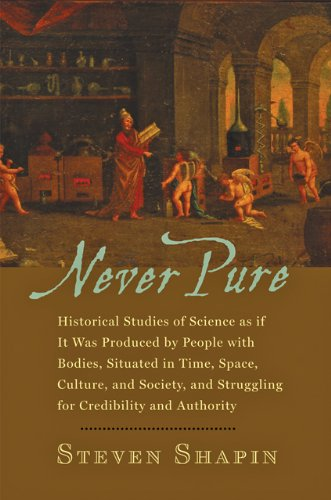 Never Pure
Historical Studies of Science as if
It Was Produced by People with
Bodies, Situated in Time, Space,
Culture, and Society, and Struggling
for Credibility and Authority
Steven Shapin